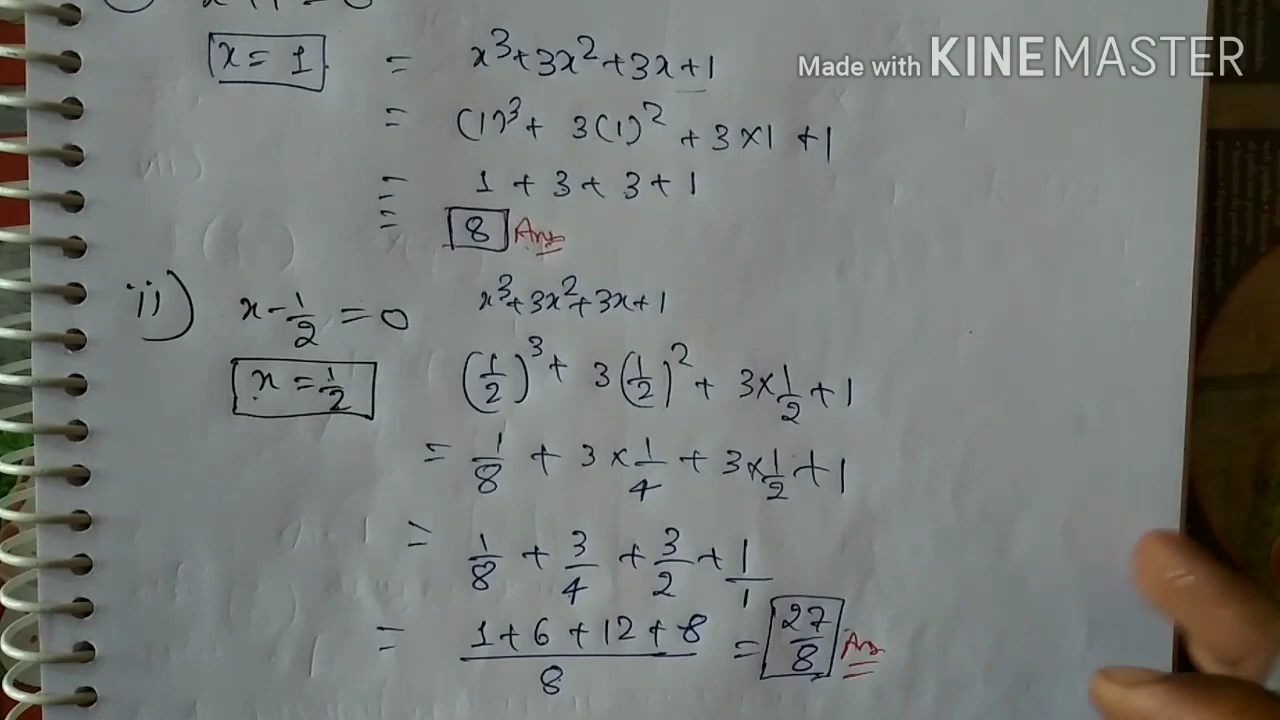 x = 1 = x³+3x²+3x+1
Made with KINEMASTER
= (1)³+ 3(1)² + 3×1 +1
= 1 + 3 + 3 + 1
= 8 Ans
ii) x - 1/2 = 0 x³+3x²+3x+1
x = 1/2 (1/2)³ + 3(1/2)² + 3×1/2 + 1
= 1/8 + 3 × 1/4 + 3×1/2 + 1
= 1/8 + 3/4 + 3/2 + 1/1
= 1+6+12+8/8 = 27/8 Ans